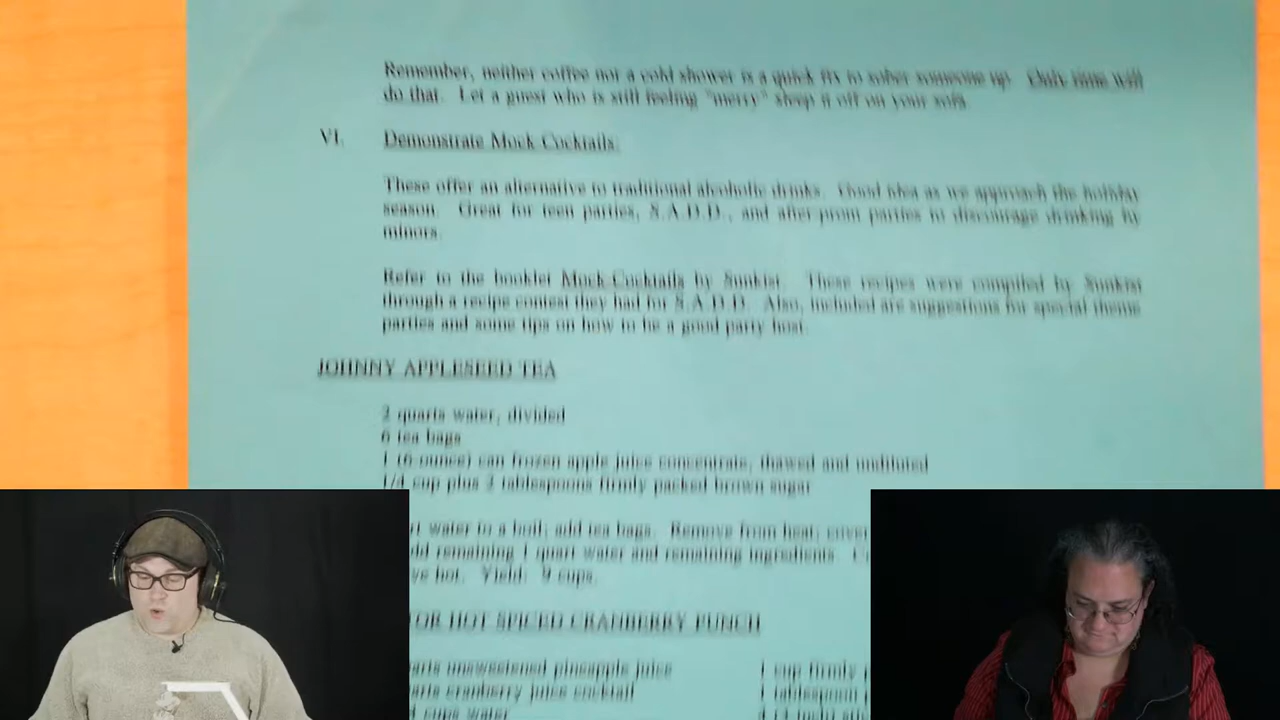 Remember, neither coffee nor a cold shower is a quick fix to sober someone up. Only time will
do that. Let a guest who is still feeling "merry" sleep it off on your sofa.
VI. Demonstrate Mock Cocktails.
These offer an alternative to traditional alcoholic drinks. Good idea as we approach the holiday
season. Great for teen parties, S.A.D.D., and after-prom parties to discourage drinking by
minors.
Refer to the booklet Mock Cocktails by Sunkist. These recipes were compiled by Sunkist
through a recipe contest they had for S.A.D.D. Also, included are suggestions for special theme
parties and some tips on how to be a good party host.
JOHNNY APPLESEED TEA
2 quarts water, divided
6 tea bags
1 (6-ounce) can frozen apple juice concentrate, thawed and undiluted
1/4 cup plus 2 tablespoons firmly packed brown sugar
water to a boil; add tea bags. Remove from heat; cover
remaining 1 quart water and remaining ingredients.
hot. Yield: 9 cups.
OR HOT SPICED CRANBERRY PUNCH
unsweetened pineapple juice 1 cup firmly
cranberry juice cocktail 1 tablespoon
cups water